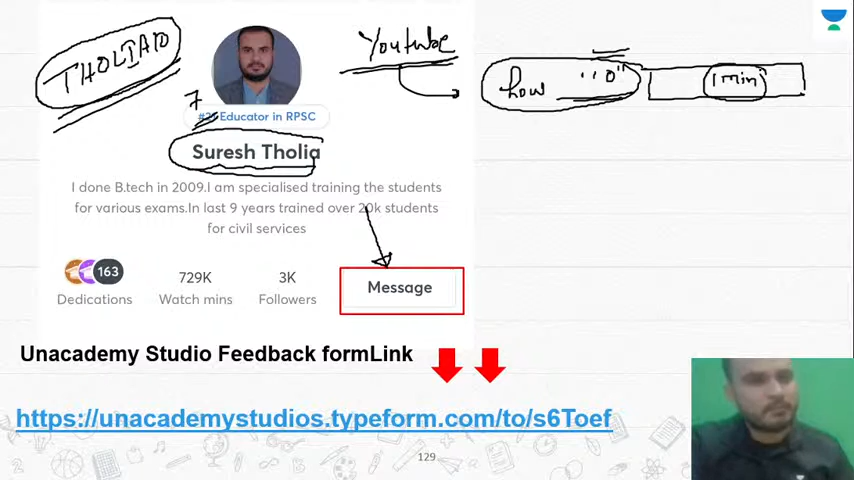 THOLIA10
Youtube
how "0" 1 min
7
Educator in RPSC
Suresh Tholia
I done B.tech in 2009.I am specialised training the students
for various exams.In last 9 years trained over 20k students
for civil services
163
729K
3K
Message
Dedications
Watch mins
Followers
Unacademy Studio Feedback formLink
https://unacademystudios.typeform.com/to/s6Toef
129